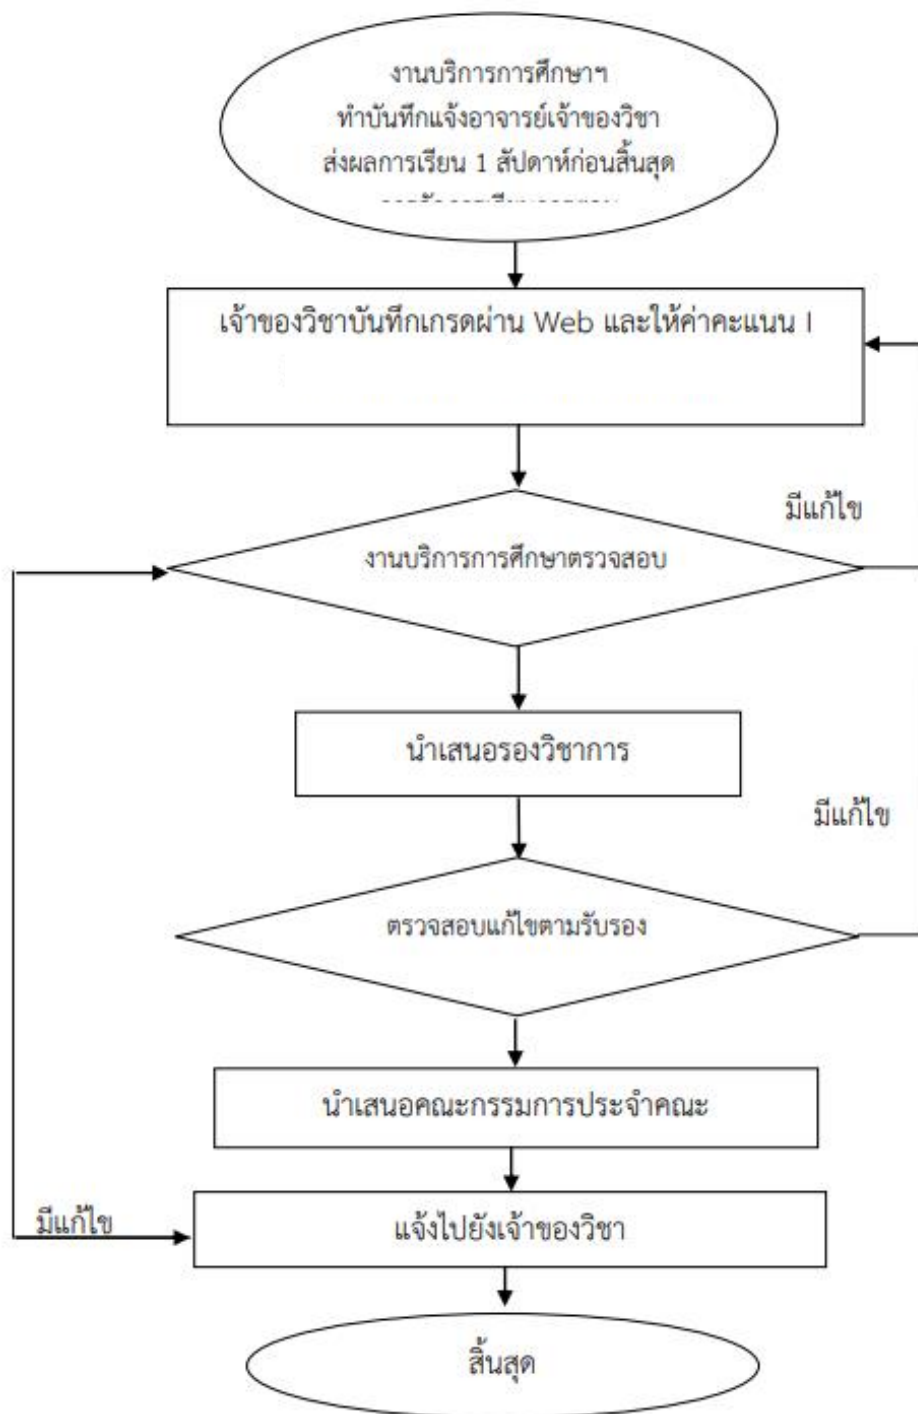 งานบริการการศึกษาฯ
ทำบันทึกแจ้งอาจารย์เจ้าของวิชา
ส่งผลการเรียน 1 สัปดาห์ก่อนสิ้นสุด
เจ้าของวิชาบันทึกเกรดผ่าน Web และให้ค่าคะแนน I
มีแก้ไข
งานบริการการศึกษาตรวจสอบ
นำเสนอรองวิชาการ
มีแก้ไข
ตรวจสอบแก้ไขตามรับรอง
นำเสนอคณะกรรมการประจำคณะ
มีแก้ไข
แจ้งไปยังเจ้าของวิชา
สิ้นสุด